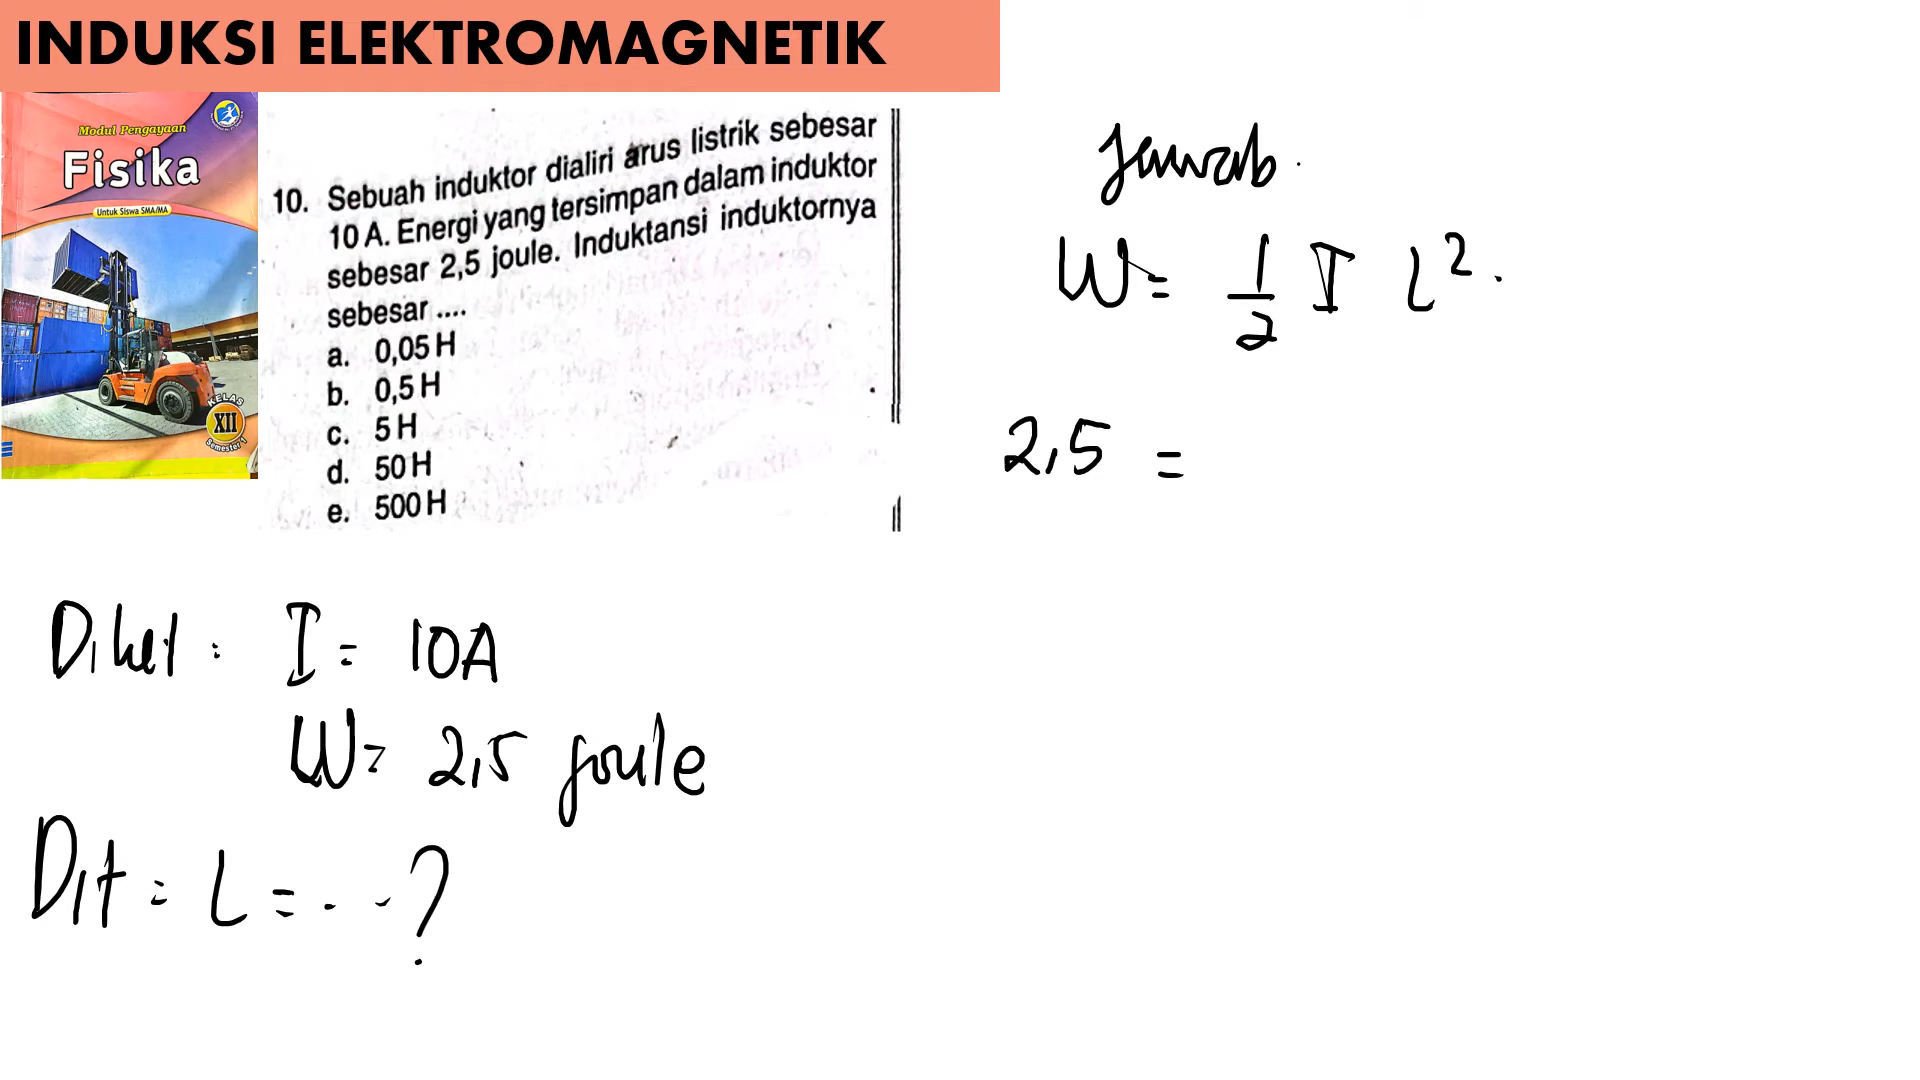 INDUKSI ELEKTROMAGNETIK
Modul Pengayaan
Fisika
Untuk Siswa SMA/MA
KELAS
XII
Semester 1
10. Sebuah induktor dialiri arus listrik sebesar
10 A. Energi yang tersimpan dalam induktor
sebesar 2,5 joule. Induktansi induktornya
sebesar ....
a. 0,05 H
b. 0,5 H
c. 5 H
d. 50 H
e. 500 H
Diket : I = 10A
W = 2,5 joule
Dit = L = . - ?
Jawab.
W = 1/2 I L².
2,5 =